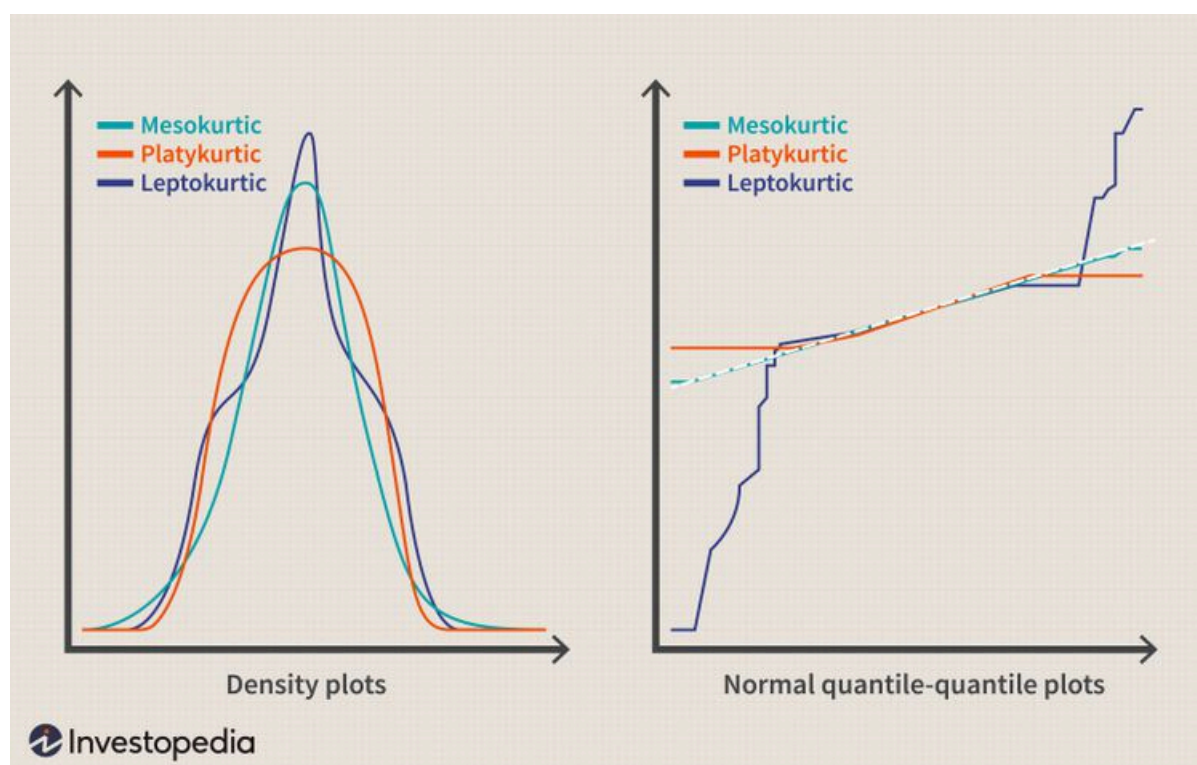 Mesokurtic
Platykurtic
Leptokurtic
Density plots
Mesokurtic
Platykurtic
Leptokurtic
Normal quantile-quantile plots
Investopedia